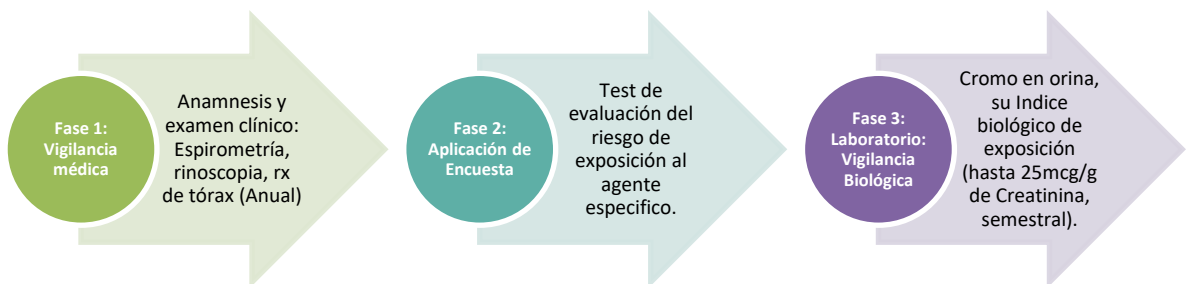 Fase 1:
Vigilancia
médica
Anamnesis y
examen clínico:
Espirometría,
rinoscopia, rx
de tórax (Anual)
Fase 2:
Aplicación de
Encuesta
Test de
evaluación del
riesgo de
exposición al
agente
especifico.
Fase 3:
Laboratorio:
Vigilancia
Biológica
Cromo en orina,
su Indice
biológico de
exposición
(hasta 25mcg/g
de Creatinina,
semestral).